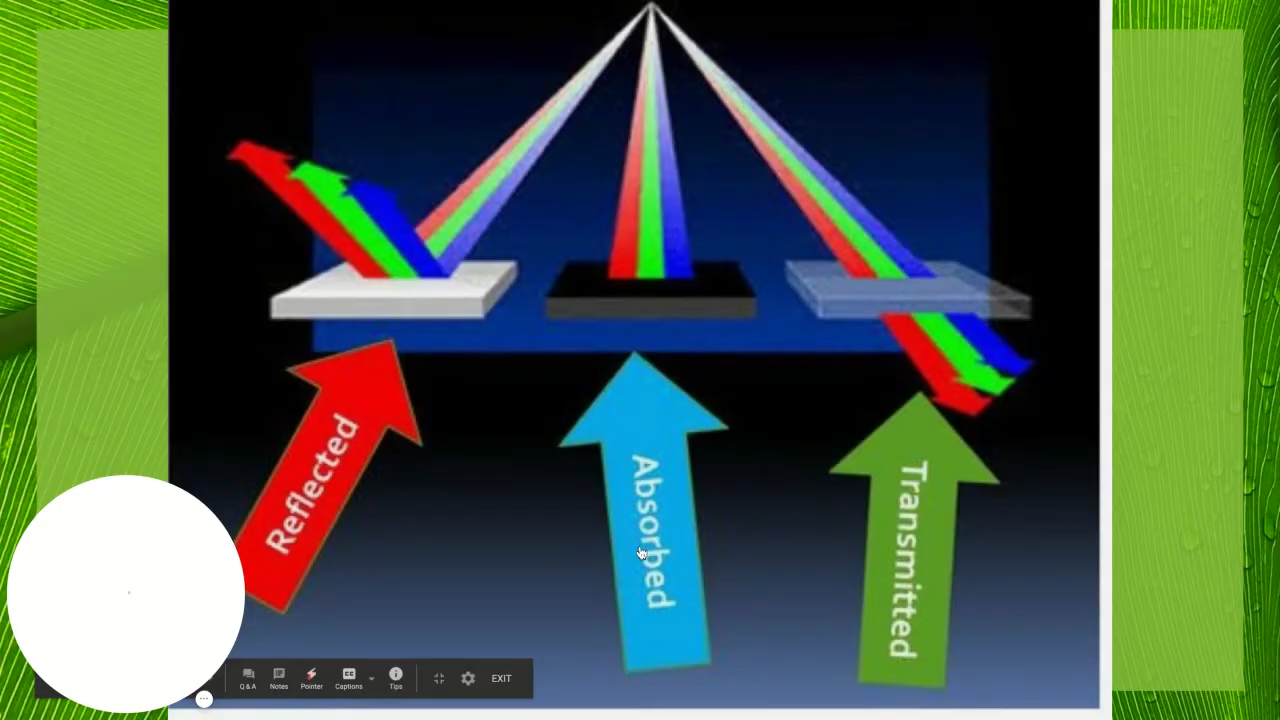 Reflected
Absorbed
Transmitted
Q & A
Notes
Pointer
Captions
Tips
EXIT